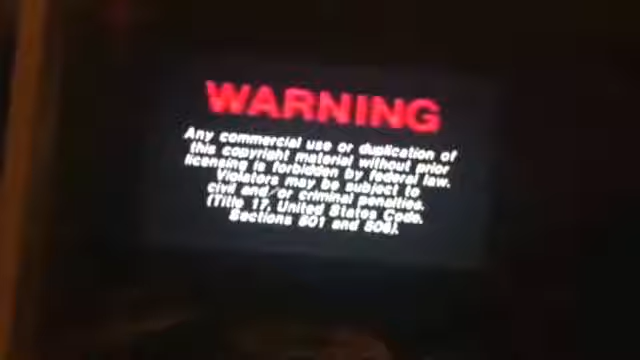 WARNING
Any commercial use or duplication of
this copyright material without prior
licensing is forbidden by federal law.
Violators may be subject to
civil and/or criminal penalties.
(Title 17, United States Code,
Sections 501 and 506).